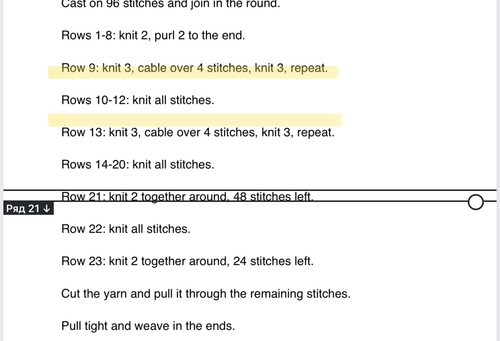 Cast on 96 stitches and join in the round.
Rows 1-8: knit 2, purl 2 to the end.
Row 9: knit 3, cable over 4 stitches, knit 3, repeat.
Rows 10-12: knit all stitches.
Row 13: knit 3, cable over 4 stitches, knit 3, repeat.
Rows 14-20: knit all stitches.
Row 21: knit 2 together around, 48 stitches left.
Ряд 21 ↓
Row 22: knit all stitches.
Row 23: knit 2 together around, 24 stitches left.
Cut the yarn and pull it through the remaining stitches.
Pull tight and weave in the ends.